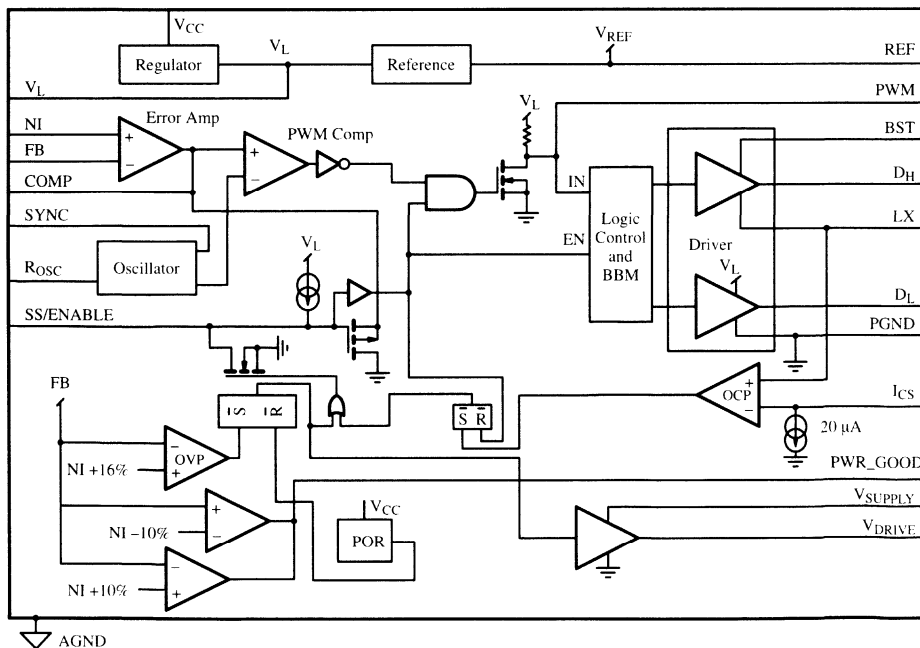 V_CC
V_REF
Regulator
V_L
Reference
REF
V_L
PWM
NI
Error Amp
PWM Comp
V_L
BST
FB
IN
D_H
COMP
SYNC
Logic
Control
and
BBM
LX
EN
Driver
R_OSC
Oscillator
V_L
V_L
D_L
SS/ENABLE
PGND
FB
S̅ R̅
S̅ R̅
OCP
I_CS
20 µA
OVP
NI +16%
PWR_GOOD
V_CC
V_SUPPLY
NI −10%
POR
V_DRIVE
NI +10%
AGND
+
−
+
−
+
−
−
+
+
−
−
+